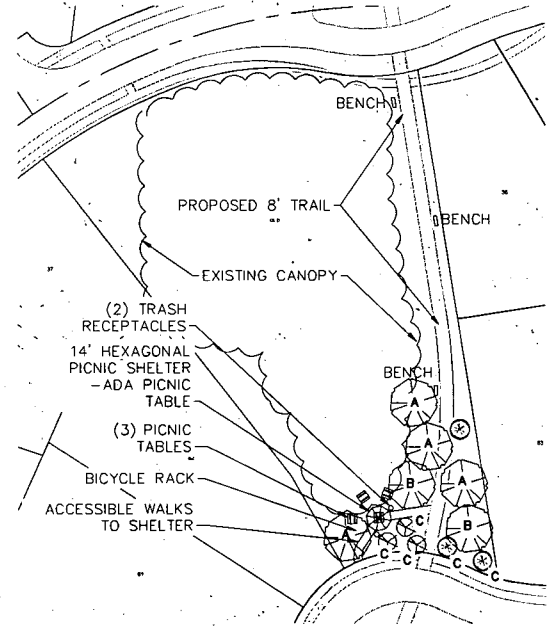 BENCH
PROPOSED 8' TRAIL
BENCH
EXISTING CANOPY
(2) TRASH
RECEPTACLES
14' HEXAGONAL
PICNIC SHELTER
-ADA PICNIC
TABLE
BENCH
(3) PICNIC
TABLES
BICYCLE RACK
ACCESSIBLE WALKS
TO SHELTER
A
A
B
A
B
A
C
C
C
C
C
37